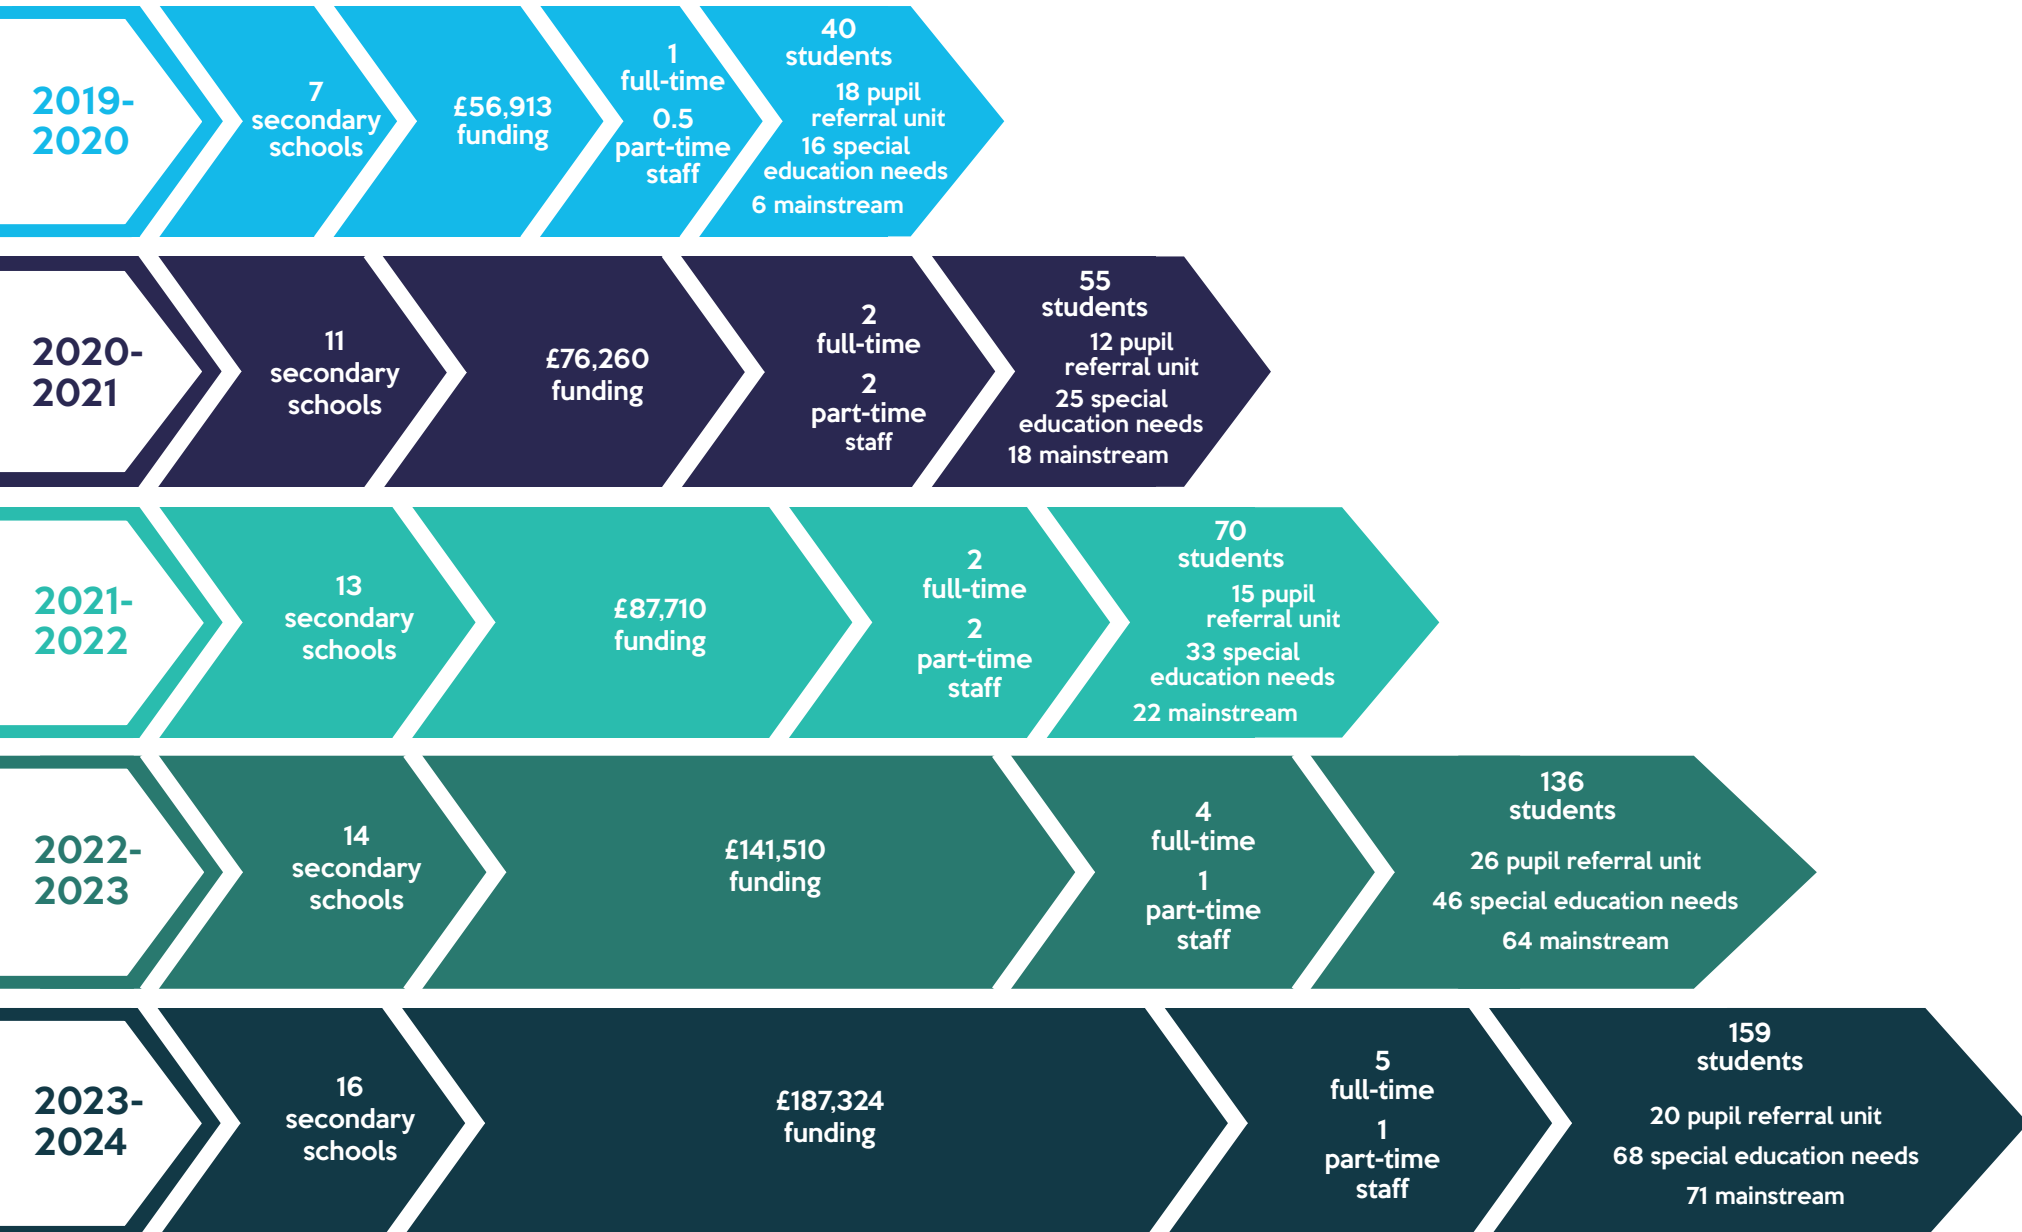 2019-
2020
7
secondary
schools
£56,913
funding
1
full-time
0.5
part-time
staff
40
students
18 pupil
referral unit
16 special
education needs
6 mainstream
2020-
2021
11
secondary
schools
£76,260
funding
2
full-time
2
part-time
staff
55
students
12 pupil
referral unit
25 special
education needs
18 mainstream
2021-
2022
13
secondary
schools
£87,710
funding
2
full-time
2
part-time
staff
70
students
15 pupil
referral unit
33 special
education needs
22 mainstream
2022-
2023
14
secondary
schools
£141,510
funding
4
full-time
1
part-time
staff
136
students
26 pupil referral unit
46 special education needs
64 mainstream
2023-
2024
16
secondary
schools
£187,324
funding
5
full-time
1
part-time
staff
159
students
20 pupil referral unit
68 special education needs
71 mainstream